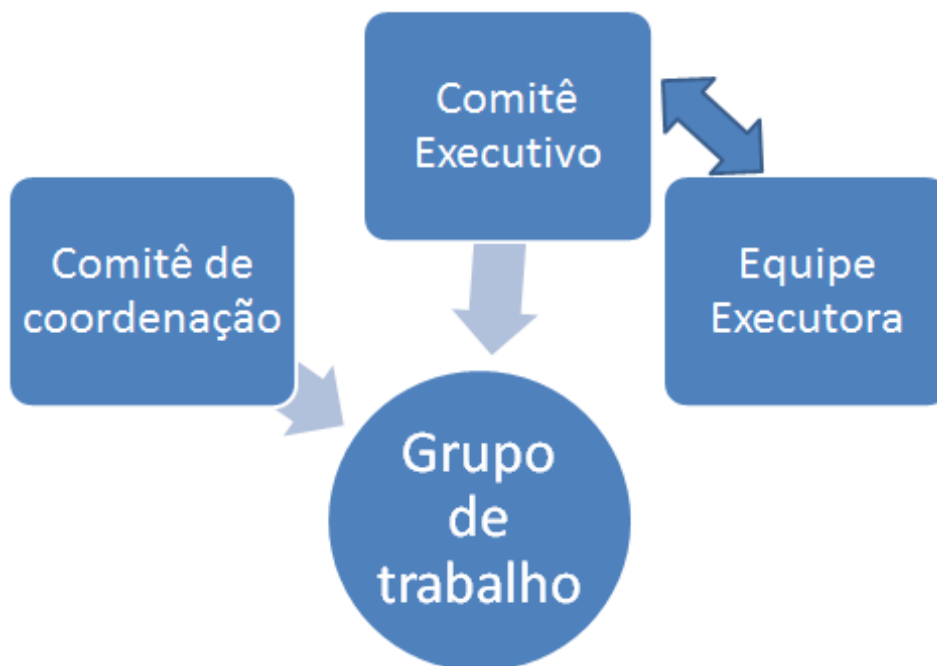 Comitê
Executivo
Comitê de
coordenação
Equipe
Executora
Grupo
de
trabalho